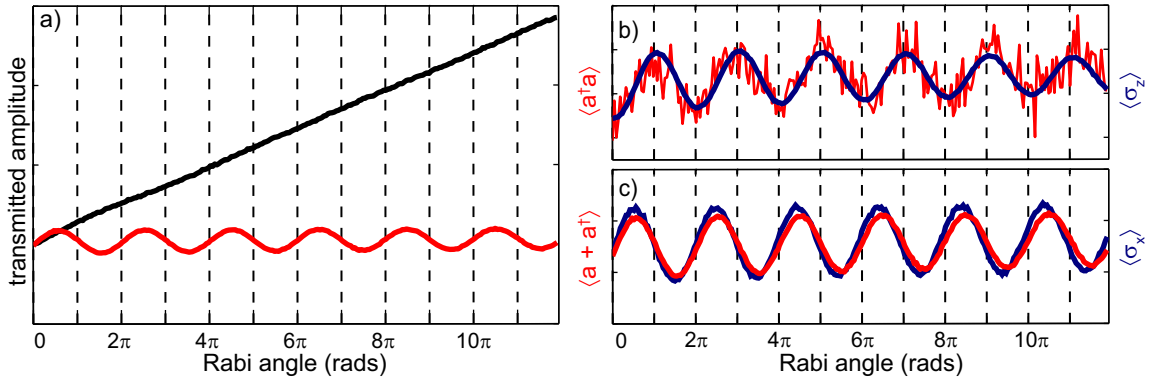 a)
transmitted amplitude
0 2π 4π 6π 8π 10π
Rabi angle (rads)
b)
⟨a†a⟩
⟨σz⟩
c)
⟨a + a†⟩
⟨σx⟩
0 2π 4π 6π 8π 10π
Rabi angle (rads)